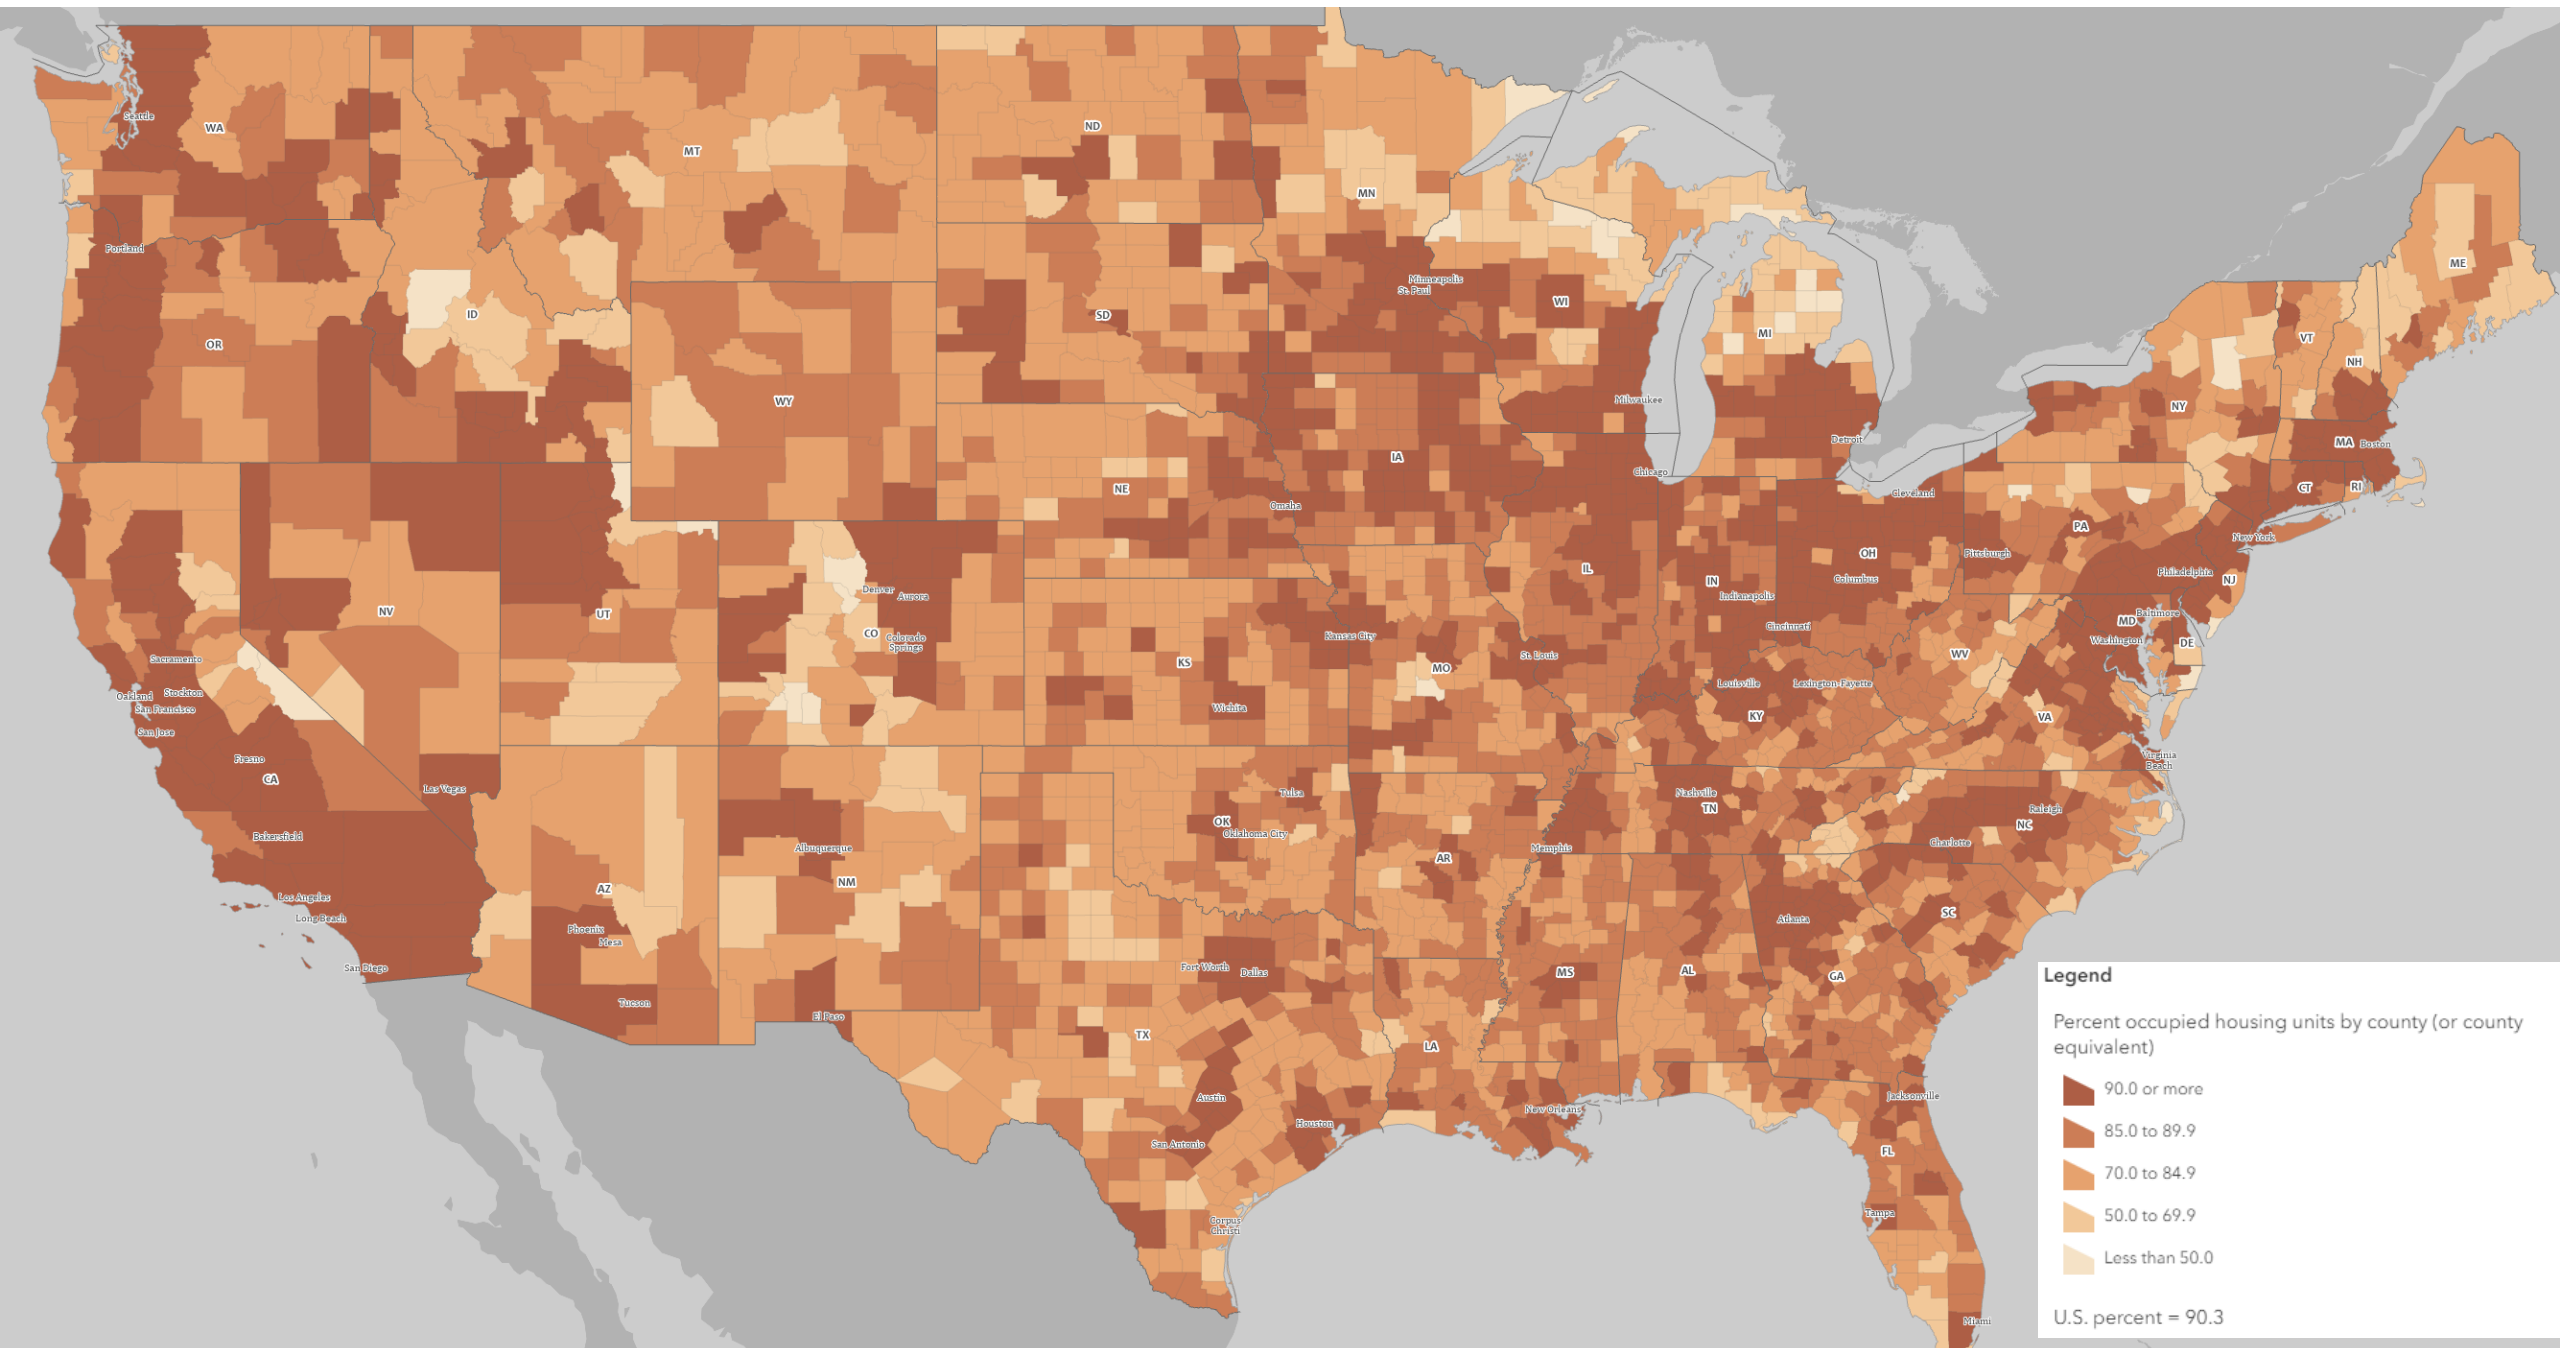 Seattle
WA
MT
ND
MN
ME
Portland
Minneapolis
St. Paul
WI
ID
SD
MI
VT
OR
NH
WY
Milwaukee
NY
Detroit
MA
Boston
IA
Chicago
NE
Cleveland
CT
RI
Omaha
PA
New York
OH
Pittsburgh
IL
Columbus
Philadelphia
NJ
IN
Denver
Aurora
Indianapolis
NV
UT
Baltimore
MD
CO
Colorado
Springs
Kansas City
Cincinnati
Washington
DE
Sacramento
KS
MO
St. Louis
WV
Oakland
Stockton
San Francisco
Louisville
Lexington-Fayette
Wichita
KY
VA
San Jose
Fresno
Virginia
Beach
CA
Las Vegas
Tulsa
Nashville
TN
Raleigh
NC
Bakersfield
OK
Oklahoma City
Albuquerque
Memphis
Charlotte
AR
NM
AZ
Los Angeles
Long Beach
Phoenix
Mesa
Atlanta
SC
San Diego
Fort Worth
Dallas
MS
AL
GA
Tucson
El Paso
TX
LA
Austin
New Orleans
Jacksonville
Houston
San Antonio
FL
Corpus
Christi
Tampa
Miami
Legend
Percent occupied housing units by county (or county
equivalent)
90.0 or more
85.0 to 89.9
70.0 to 84.9
50.0 to 69.9
Less than 50.0
U.S. percent = 90.3